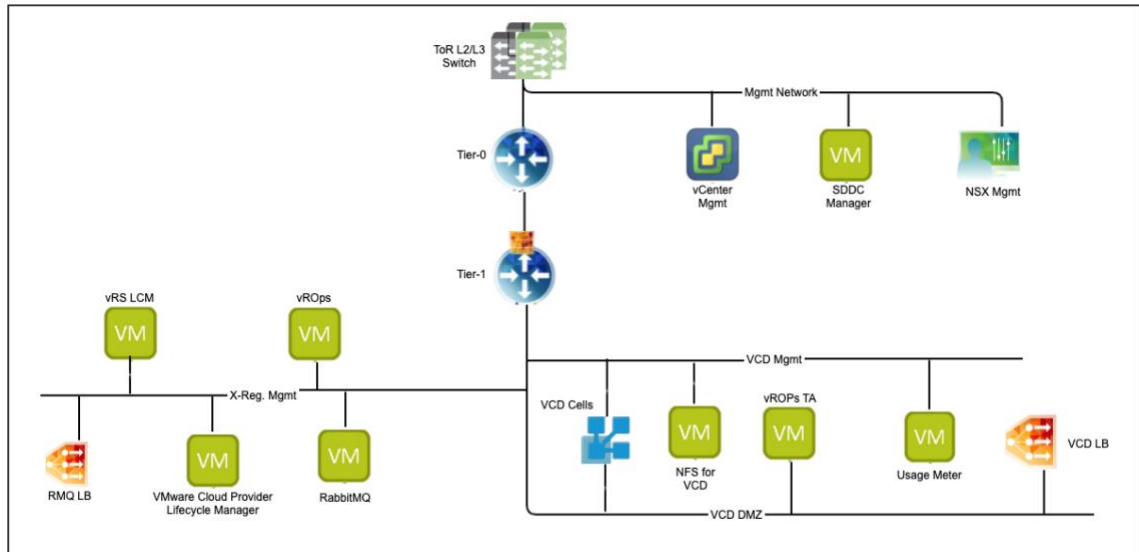 ToR L2/L3
Switch
Mgmt Network
Tier-0
VM
vCenter
Mgmt
SDDC
Manager
NSX Mgmt
Tier-1
vRS LCM
vROps
VM
VM
VCD Mgmt
X-Reg. Mgmt
VCD Cells
vROPs TA
VM
VM
VM
VM
VM
VCD LB
RMQ LB
VMware Cloud Provider
Lifecycle Manager
RabbitMQ
NFS for
VCD
Usage Meter
VCD DMZ